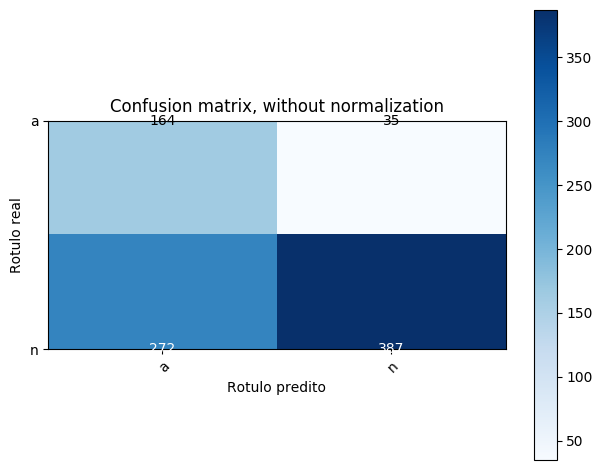 Confusion matrix, without normalization
a
164 35
Rotulo real
272 387
n
a n
Rotulo predito
350
300
250
200
150
100
50